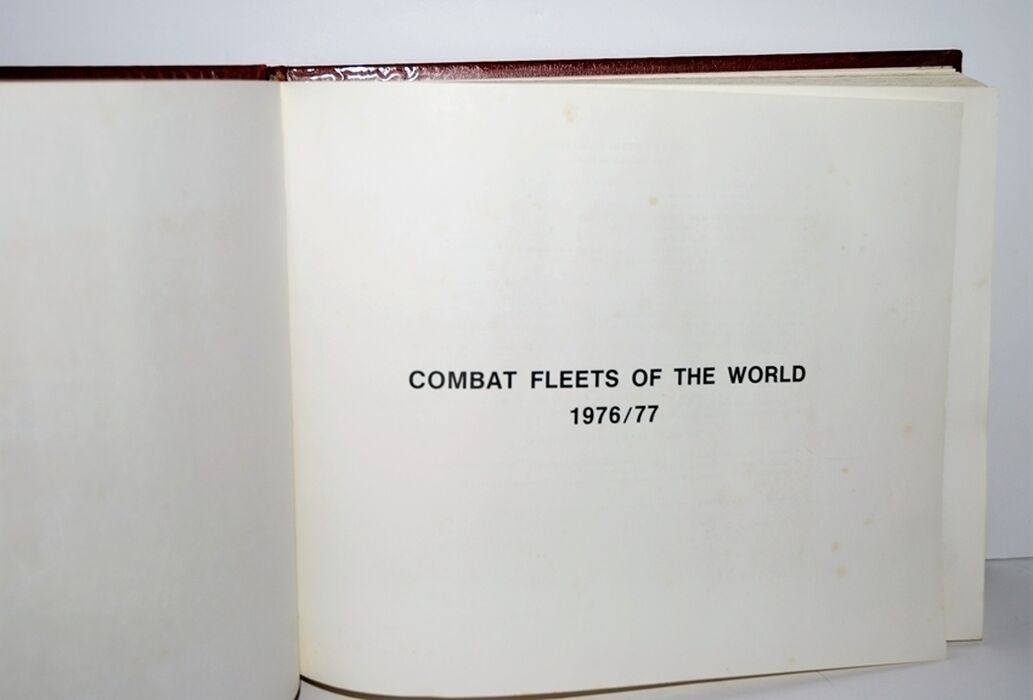 COMBAT FLEETS OF THE WORLD
1976/77